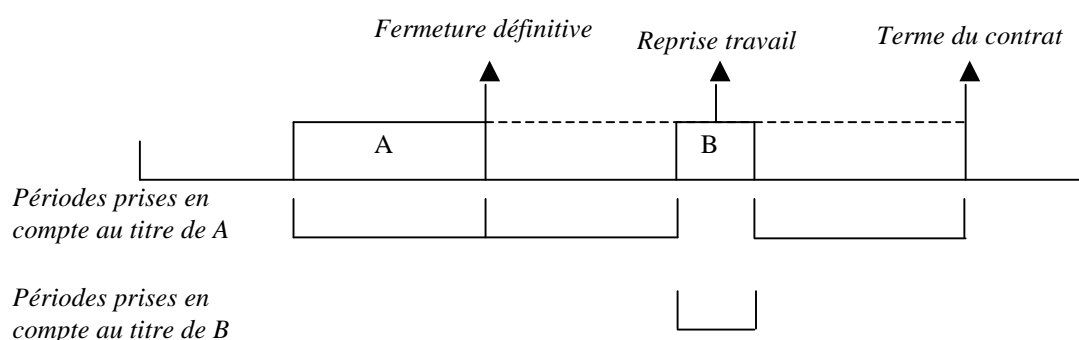 Fermeture définitive
Reprise travail
Terme du contrat
A
B
Périodes prises en
compte au titre de A
Périodes prises en
compte au titre de B